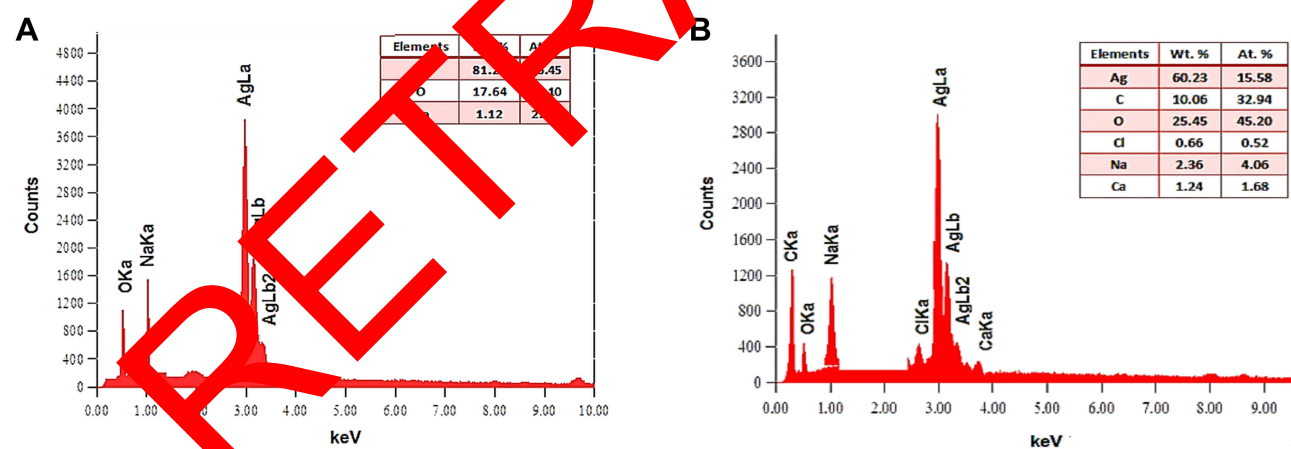 A
Elements
%
At.
81.
.45
O
17.64
10
1.12
2.
4800
4400
4000
3600
3200
2800
2400
2000
1600
1200
800
400
0
Counts
OKa
NaKa
AgLa
AgLb2
0.00 1.00 3.00 4.00 5.00 6.00 7.00 8.00 9.00 10.00
keV
RETR
B
Elements Wt. % At. %
Ag 60.23 15.58
C 10.06 32.94
O 25.45 45.20
Cl 0.66 0.52
Na 2.36 4.06
Ca 1.24 1.68
3600
3200
2800
2400
2000
1600
1200
800
400
0
Counts
CKa
OKa
NaKa
ClKa
AgLa
AgLb
AgLb2
CaKa
0.00 1.00 2.00 3.00 4.00 5.00 6.00 7.00 8.00 9.00
keV